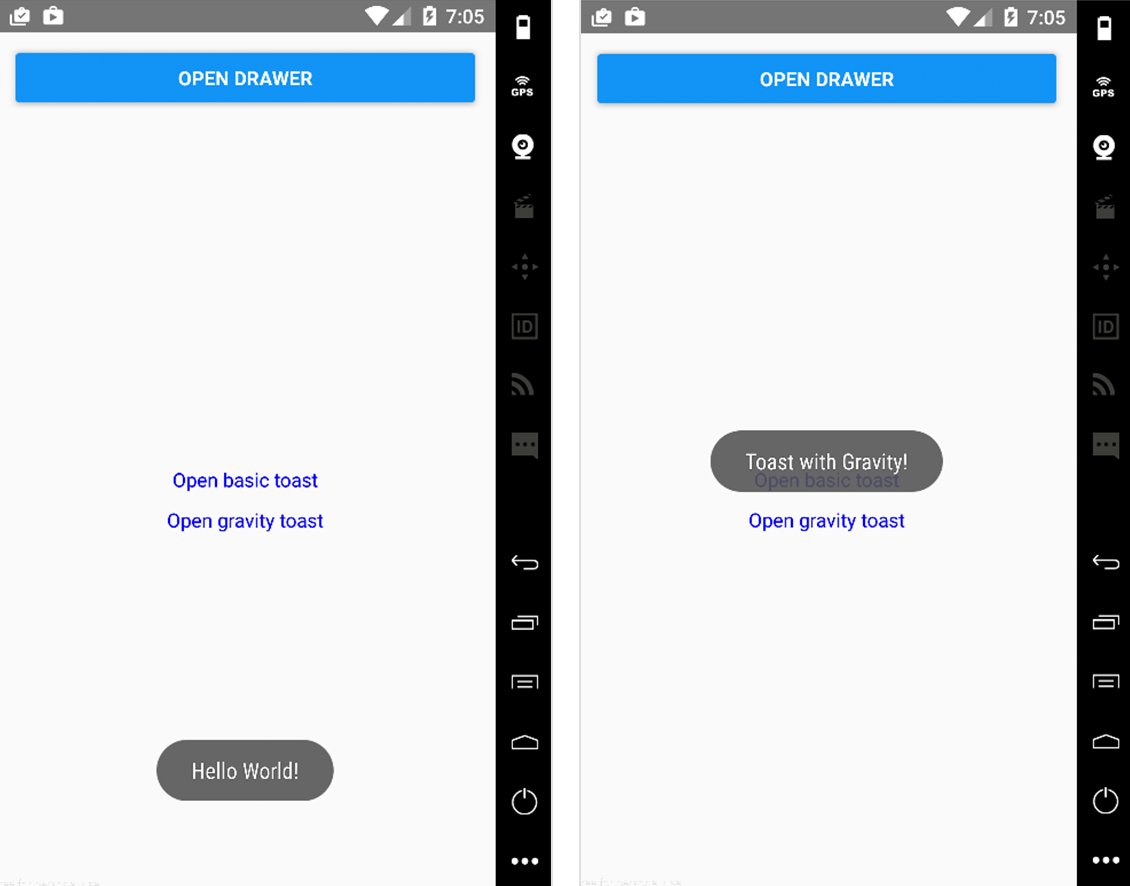 7:05
OPEN DRAWER
Open basic toast
Open gravity toast
Hello World!
GPS
ID
7:05
OPEN DRAWER
Toast with Gravity!
Open basic toast
Open gravity toast
GPS
ID